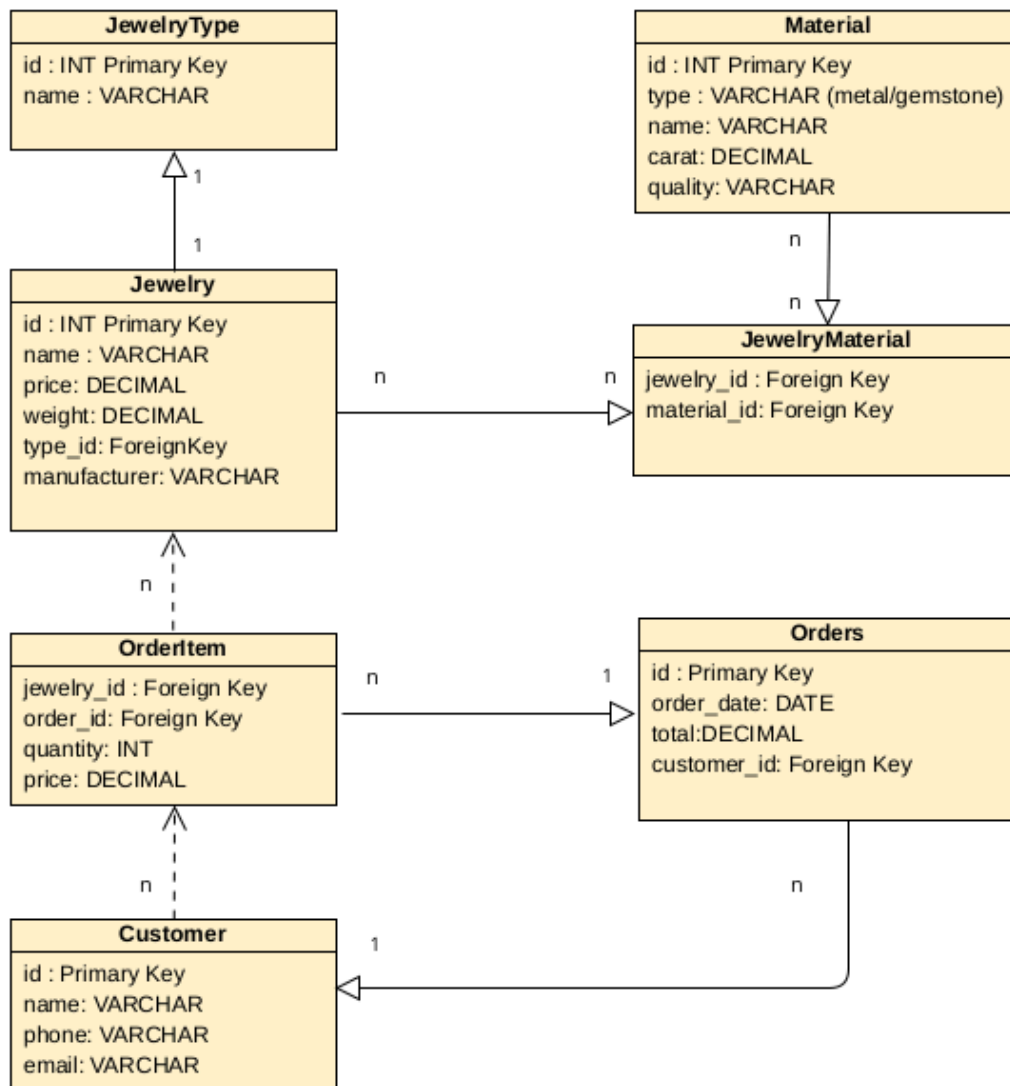 JewelryType
id : INT Primary Key
name : VARCHAR
Material
id : INT Primary Key
type : VARCHAR (metal/gemstone)
name: VARCHAR
carat: DECIMAL
quality: VARCHAR
1
1
n
n
Jewelry
id : INT Primary Key
name : VARCHAR
price: DECIMAL
weight: DECIMAL
type_id: ForeignKey
manufacturer: VARCHAR
n
n
JewelryMaterial
jewelry_id : Foreign Key
material_id: Foreign Key
n
OrderItem
jewelry_id : Foreign Key
order_id: Foreign Key
quantity: INT
price: DECIMAL
n
1
Orders
id : Primary Key
order_date: DATE
total:DECIMAL
customer_id: Foreign Key
n
n
1
Customer
id : Primary Key
name: VARCHAR
phone: VARCHAR
email: VARCHAR